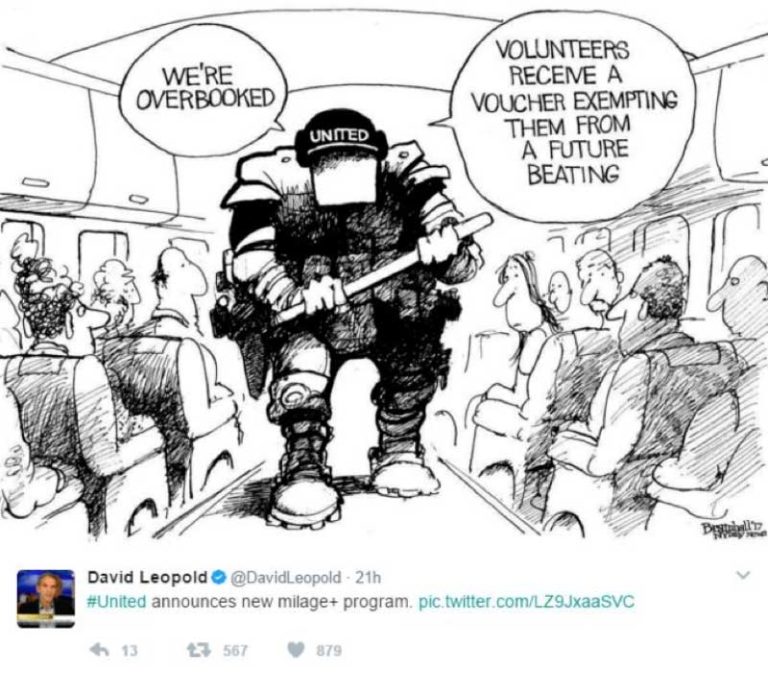 WE'RE
OVERBOOKED
VOLUNTEERS
RECEIVE A
VOUCHER EXEMPTING
THEM FROM
A FUTURE
BEATING
UNITED
David Leopold @DavidLeopold · 21h
#United announces new milage+ program. pic.twitter.com/LZ9JxaaSVC
13 567 879